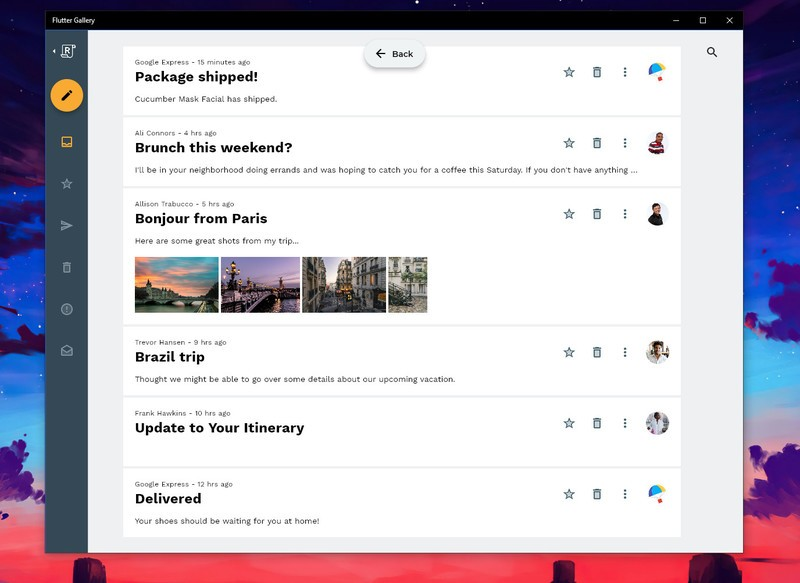 Flutter Gallery
Back
Google Express - 15 minutes ago
Package shipped!
Cucumber Mask Facial has shipped.
Ali Connors - 4 hrs ago
Brunch this weekend?
I'll be in your neighborhood doing errands and was hoping to catch you for a coffee this Saturday. If you don't have anything ...
Allison Trabucco - 5 hrs ago
Bonjour from Paris
Here are some great shots from my trip...
Trevor Hansen - 9 hrs ago
Brazil trip
Thought we might be able to go over some details about our upcoming vacation.
Frank Hawkins - 10 hrs ago
Update to Your Itinerary
Google Express - 12 hrs ago
Delivered
Your shoes should be waiting for you at home!